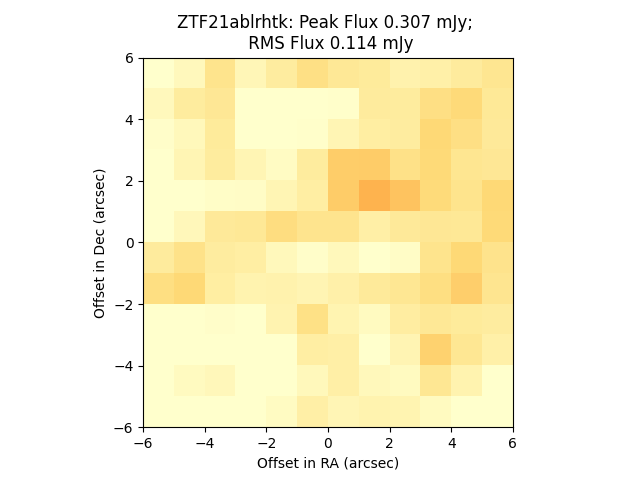 ZTF21ablrhtk: Peak Flux 0.307 mJy;
RMS Flux 0.114 mJy
6
4
2
0
−2
−4
−6
Offset in Dec (arcsec)
−6 −4 −2 0 2 4 6
Offset in RA (arcsec)